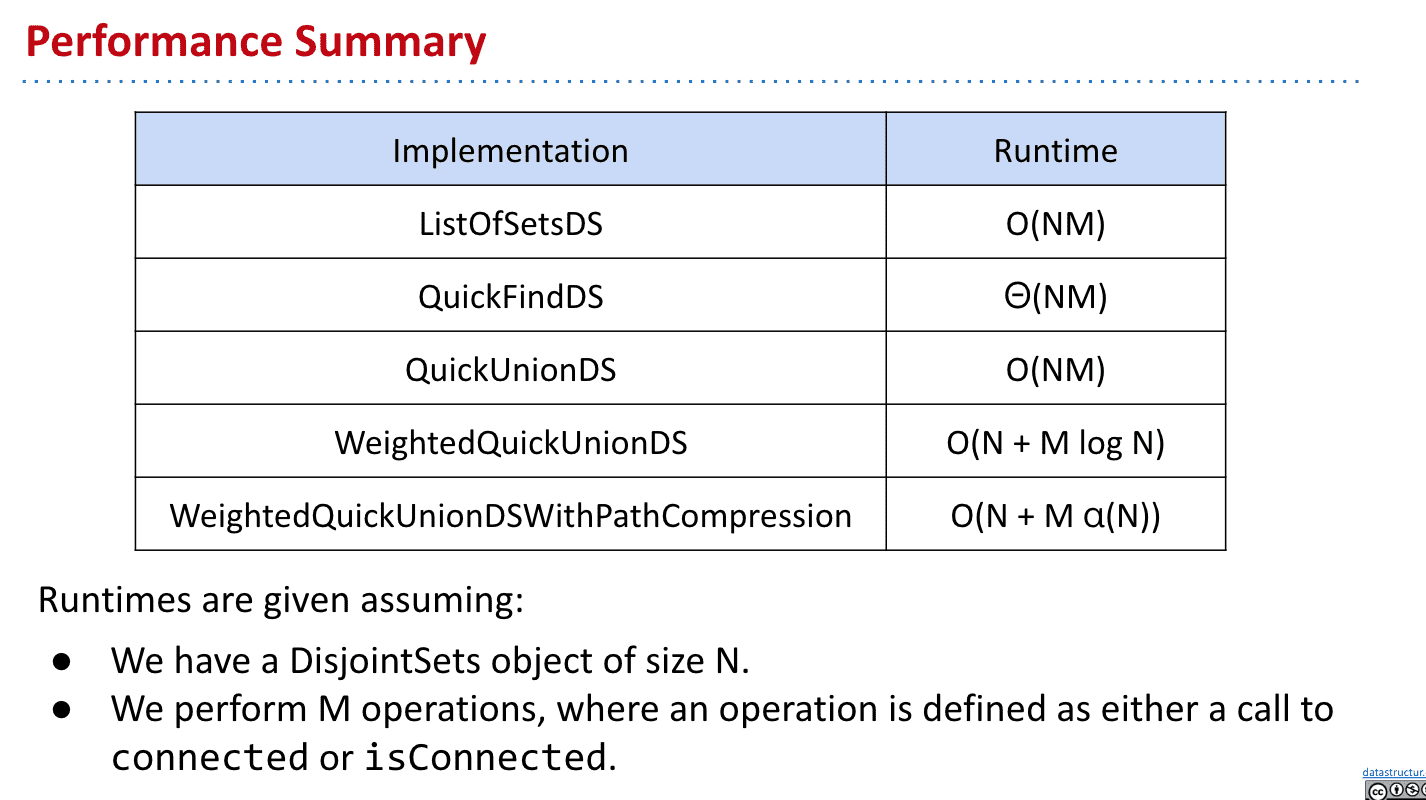 Performance Summary
Implementation Runtime
ListOfSetsDS O(NM)
QuickFindDS Θ(NM)
QuickUnionDS O(NM)
WeightedQuickUnionDS O(N + M log N)
WeightedQuickUnionDSWithPathCompression O(N + M α(N))
Runtimes are given assuming:
● We have a DisjointSets object of size N.
● We perform M operations, where an operation is defined as either a call to
connected or isConnected.
datastructur.
cc